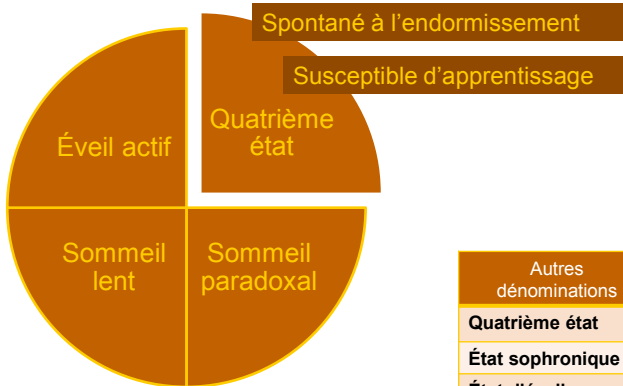 Spontané à l'endormissement
Susceptible d'apprentissage
Quatrième
état
Éveil actif
Sommeil
lent
Sommeil
paradoxal
Autres
dénominations
Quatrième état
État sophronique